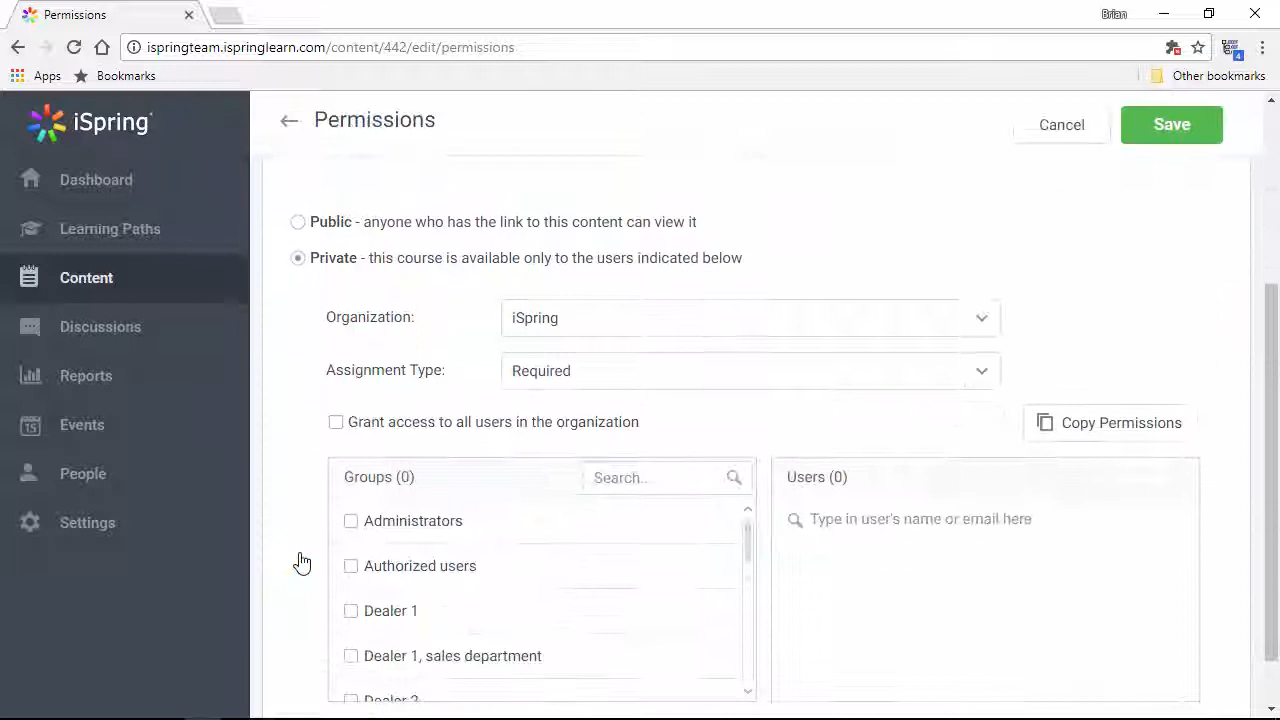 Permissions
Brian
ispringteam.ispringlearn.com/content/442/edit/permissions
4
Apps
Bookmarks
Other bookmarks
iSpring
Permissions
Cancel
Save
Dashboard
Learning Paths
Content
Discussions
Reports
15
Events
People
Settings
Public - anyone who has the link to this content can view it
Private - this course is available only to the users indicated below
Organization:
iSpring
Assignment Type:
Required
Grant access to all users in the organization
Copy Permissions
Groups (0)
Search...
Administrators
Authorized users
Dealer 1
Dealer 1, sales department
Dealer 2
Users (0)
Type in user's name or email here